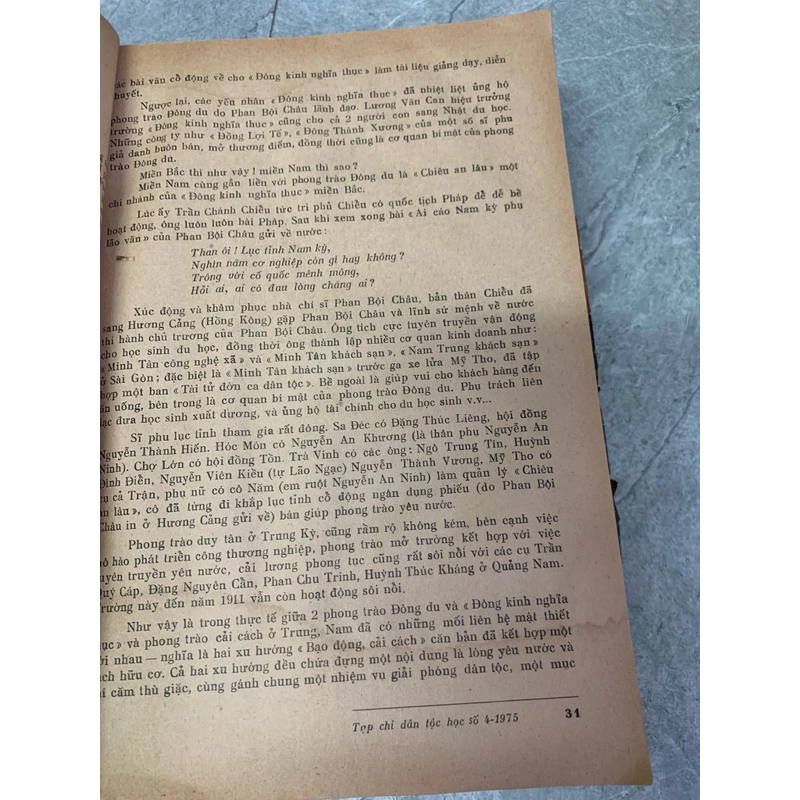 các bài văn cổ động về cho «Đông kinh nghĩa thục» làm tài liệu giảng dạy, diễn
thuyết.
Ngược lại, các yếu nhân «Đông kinh nghĩa thục» đã nhiệt liệt ủng hộ
phong trào Đông du do Phan Bội Châu lãnh đạo. Lương Văn Can hiệu trưởng
trường «Đông kinh nghĩa thục» cũng cho cả 2 người con sang Nhật du học.
Những công ty như «Đồng Lợi Tế», «Đông Thành Xương» của một số sĩ phu
giả danh buôn bán, mở thương điếm, đồng thời cũng là cơ quan bí mật của phong
trào Đông du.
Miền Bắc thì như vậy! miền Nam thì sao?
Miền Nam cùng gắn liền với phong trào Đông du là «Chiêu an lâu» một
chi nhánh của «Đông kinh nghĩa thục» miền Bắc.
Lúc ấy Trần Chánh Chiếu tức tri phủ Chiếu có quốc tịch Pháp để dễ bề
hoạt động, ông luôn luôn bài Pháp. Sau khi xem xong bài «Ai cáo Nam kỳ phụ
lão văn» của Phan Bội Châu gửi về nước:
Than ôi! Lục tỉnh Nam kỳ,
Nghìn năm cơ nghiệp còn gì hay không?
Trông vời cố quốc mênh mông,
Hỏi ai, ai có đau lòng chăng ai?
Xúc động và khâm phục nhà chí sĩ Phan Bội Châu, bản thân Chiếu đã
sang Hương Cảng (Hồng Kông) gặp Phan Bội Châu và lĩnh sứ mệnh về nước
thi hành chủ trương của Phan Bội Châu. Ông tích cực tuyên truyền vận động
cho học sinh du học, đồng thời ông thành lập nhiều cơ quan kinh doanh như:
«Minh Tân công nghệ xã» và «Minh Tân khách sạn», «Nam Trung khách sạn»
ở Sài Gòn; đặc biệt là «Minh Tân khách sạn» trước ga xe lửa Mỹ Tho, đã tập
hợp một ban «Tài tử đờn ca dân tộc». Bề ngoài là giúp vui cho khách hàng đến
ăn uống, bên trong là cơ quan bí mật của phong trào Đông du. Phụ trách liên
lạc đưa học sinh xuất dương, và ủng hộ tài chính cho du học sinh v.v...
Sĩ phu lục tỉnh tham gia rất đông. Sa Đéc có Đặng Thúc Liêng, hội đồng
Nguyễn Thành Hiến. Hóc Môn có Nguyễn An Khương (là thân phụ Nguyễn An
Ninh). Chợ Lớn có hội đồng Tồn. Trà Vinh có các ông: Ngô Trung Tín, Huỳnh
Đình Điền, Nguyễn Viên Kiều (tự Lão Ngạc) Nguyễn Thành Vương, Mỹ Tho có
cụ cả Trận, phụ nữ có cô Năm (em ruột Nguyễn An Ninh) làm quản lý «Chiêu
an lâu», cô đã từng đi khắp lục tỉnh cổ động ngân dụng phiếu (do Phan Bội
Châu in ở Hương Cảng gửi về) bán giúp phong trào yêu nước.
Phong trào duy tân ở Trung Kỳ, cũng rầm rộ không kém, bên cạnh việc
hô hào phát triển công thương nghiệp, phong trào mở trường kết hợp với việc
tuyên truyền yêu nước, cải lương phong tục cũng rất sôi nổi với các cụ Trần
Quý Cáp, Đặng Nguyên Cẩn, Phan Chu Trinh, Huỳnh Thúc Kháng ở Quảng Nam.
Trường này đến năm 1911 vẫn còn hoạt động sôi nổi.
Như vậy là trong thực tế giữa 2 phong trào Đông du và «Đông kinh nghĩa
thục» và phong trào cải cách ở Trung, Nam đã có những mối liên hệ mật thiết
với nhau — nghĩa là hai xu hướng «Bạo động, cải cách» căn bản đã kết hợp một
cách hữu cơ. Cả hai xu hướng đều chứa đựng một nội dung là lòng yêu nước và
chí căm thù giặc, cùng gánh chung một nhiệm vụ giải phóng dân tộc, một mục
Tạp chí dân tộc học số 4-1975 31